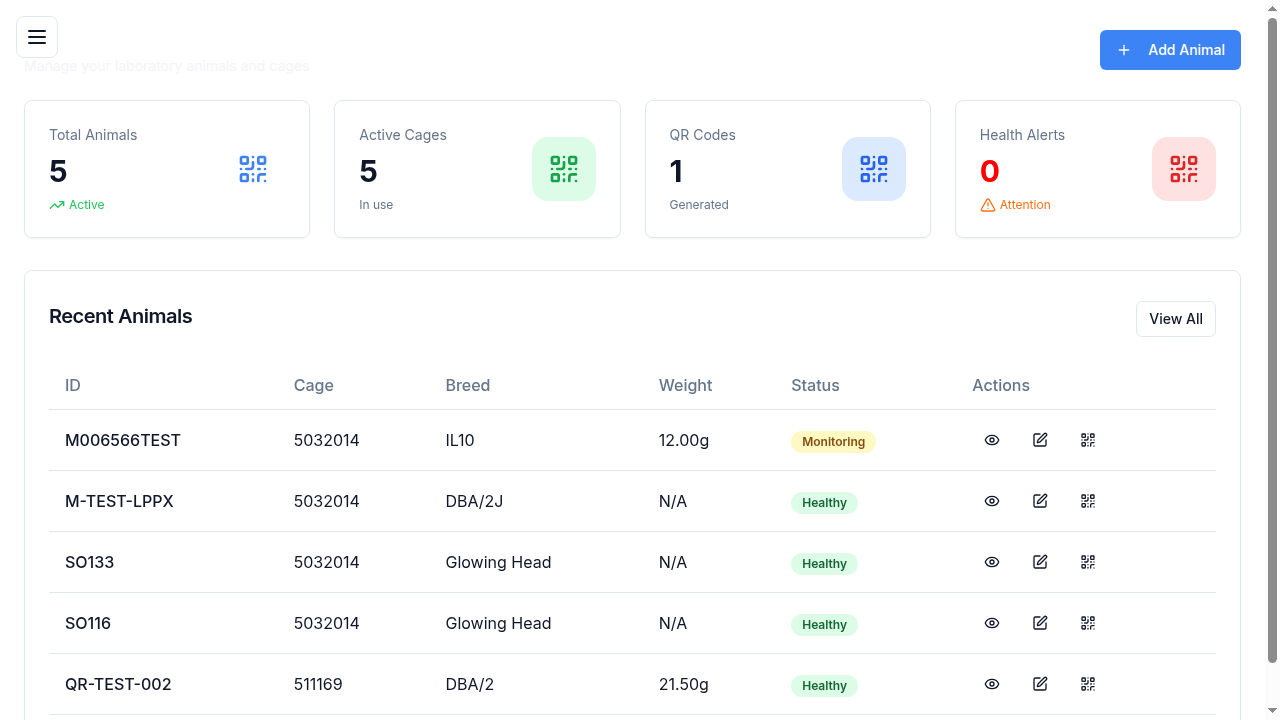 Manage your laboratory animals and cages
Add Animal
Total Animals
5
Active
Active Cages
5
In use
QR Codes
1
Generated
Health Alerts
0
Attention
Recent Animals
View All
ID Cage Breed Weight Status Actions
M006566TEST 5032014 IL10 12.00g Monitoring
M-TEST-LPPX 5032014 DBA/2J N/A Healthy
SO133 5032014 Glowing Head N/A Healthy
SO116 5032014 Glowing Head N/A Healthy
QR-TEST-002 511169 DBA/2 21.50g Healthy